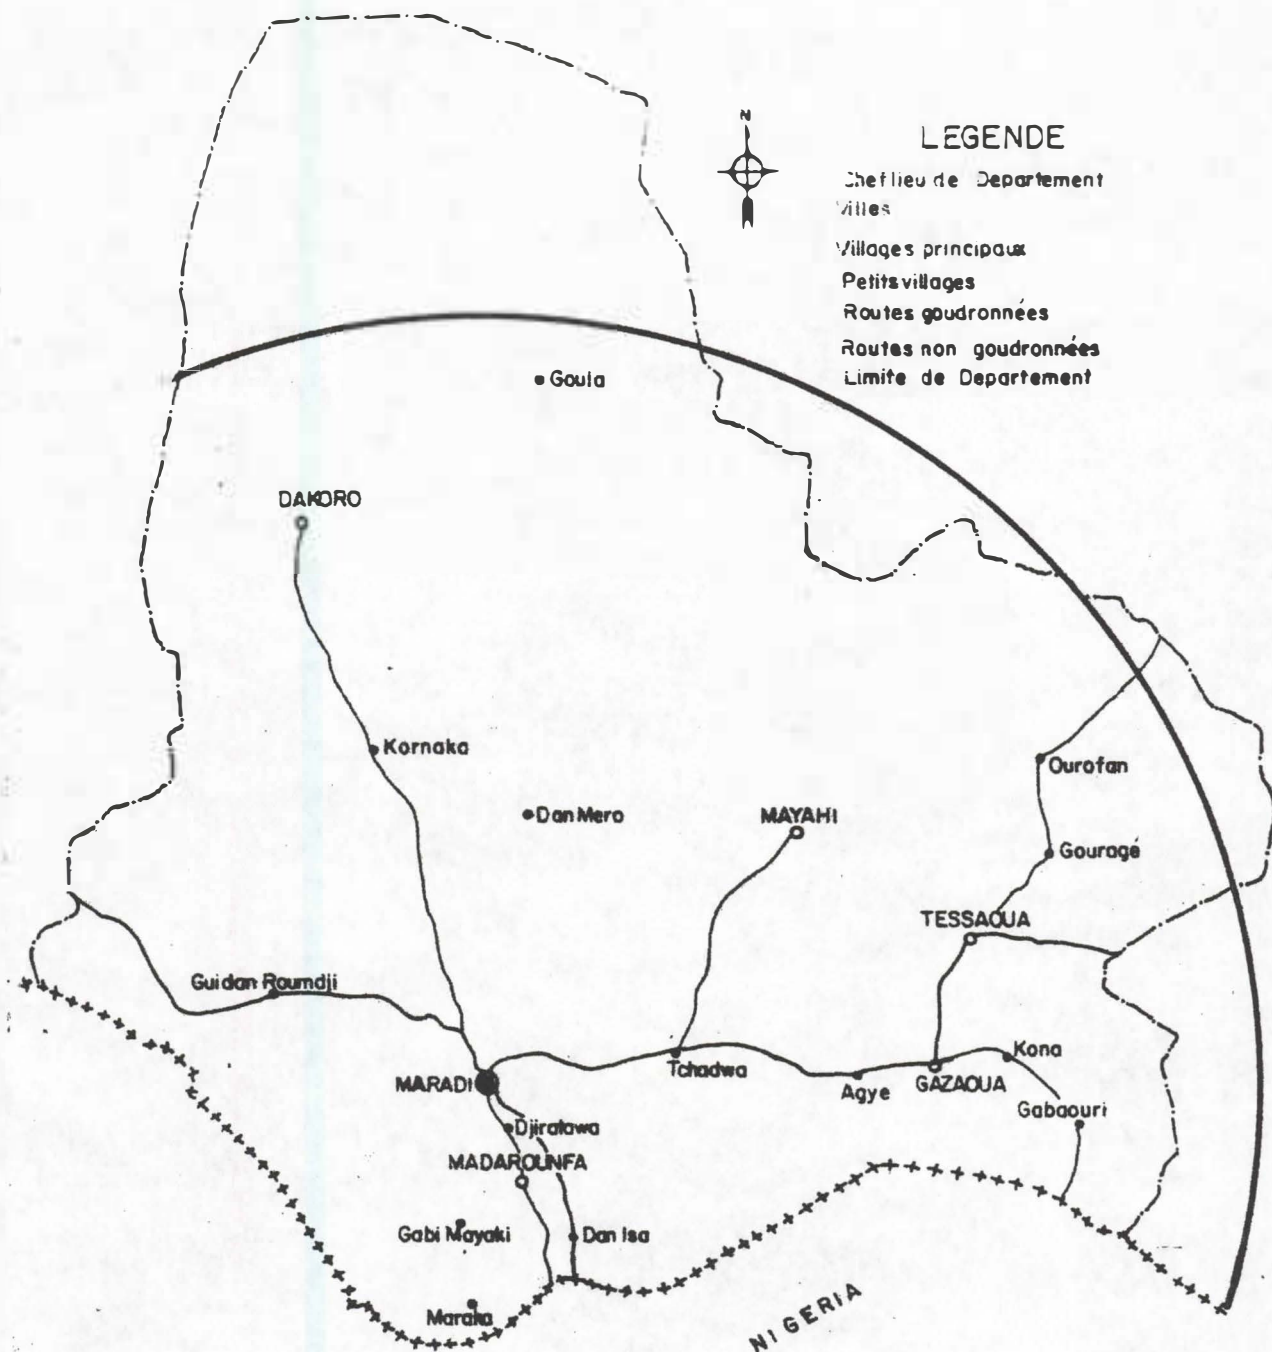 N
LEGENDE
Chef lieu de Departement
Villes
Villages principaux
Petits villages
Routes goudronnées
Routes non goudronnées
Limite de Departement
Goula
DAKORO
Kornaka
Dan Mero
MAYAHI
Ourofan
Gouragé
TESSAOUA
Guidan Roumdji
MARADI
Tchadwa
Agye
GAZAOUA
Kona
Gabaouri
Djiratawa
MADAROUNFA
Gabi Mayaki
Dan Isa
Maraka
NIGERIA